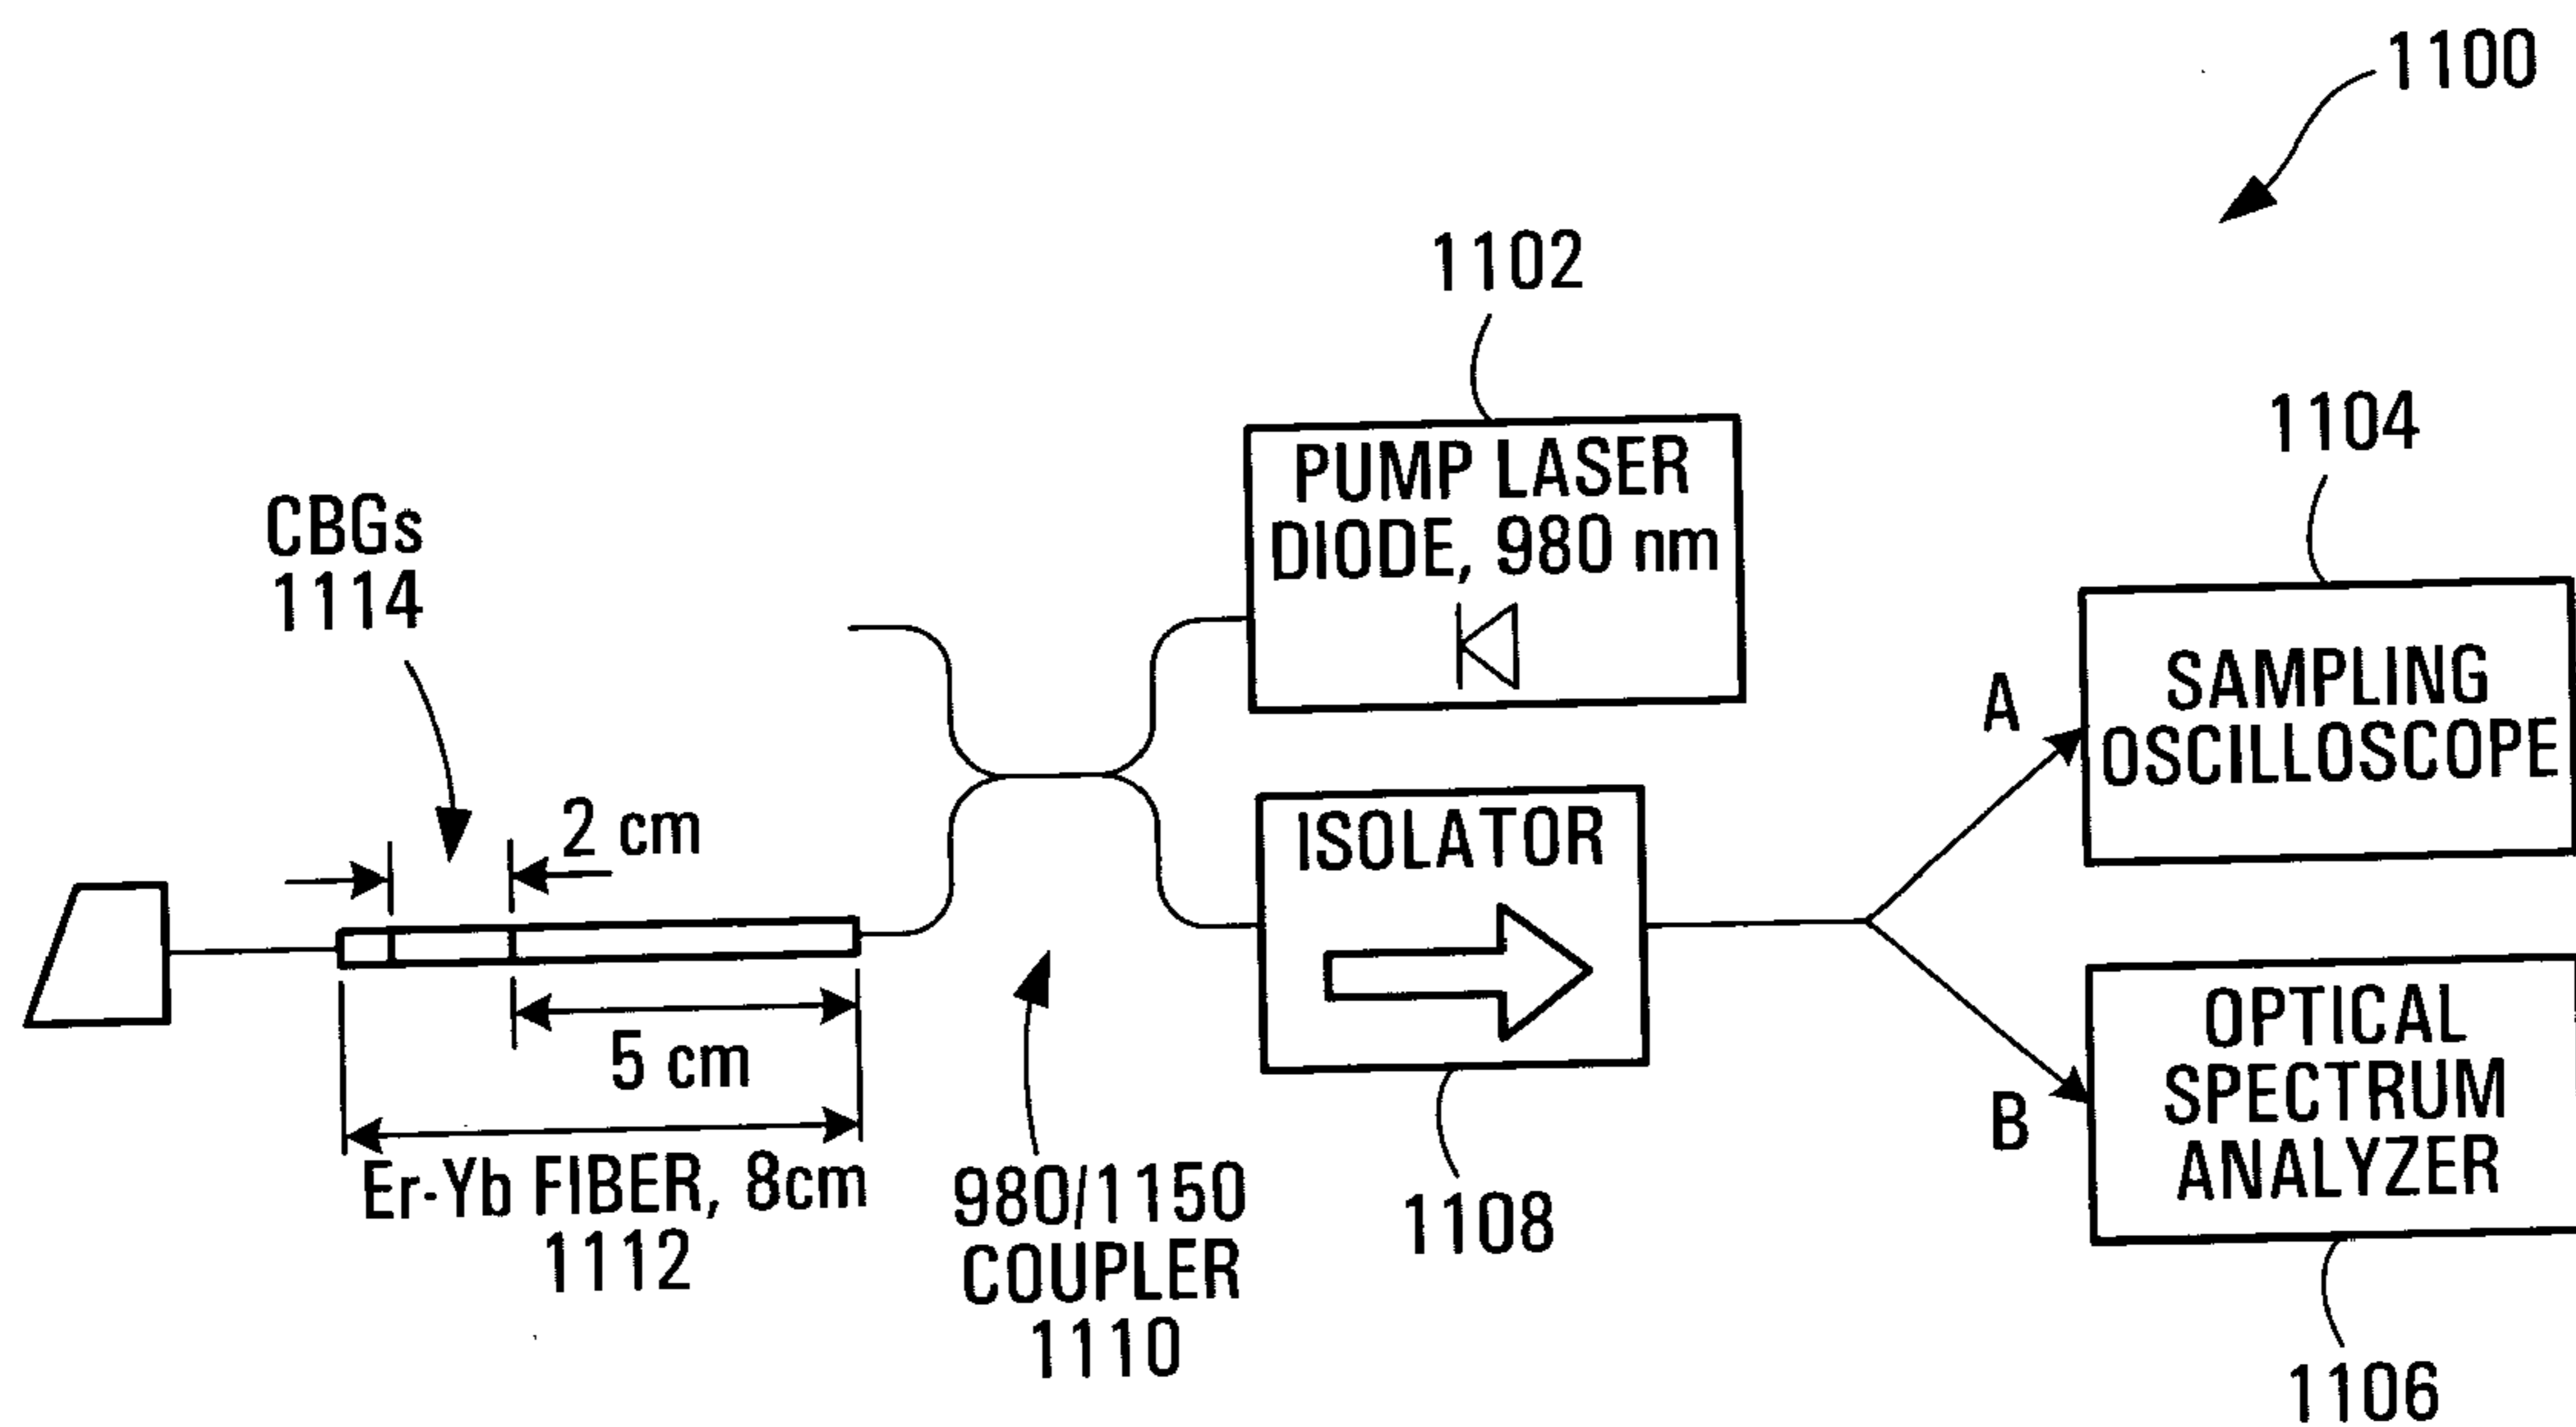 1100
1102
PUMP LASER
DIODE, 980 nm
1104
SAMPLING
OSCILLOSCOPE
A
CBGs
1114
2 cm
ISOLATOR
5 cm
Er-Yb FIBER, 8cm
1112
980/1150
COUPLER
1110
1108
B
OPTICAL
SPECTRUM
ANALYZER
1106